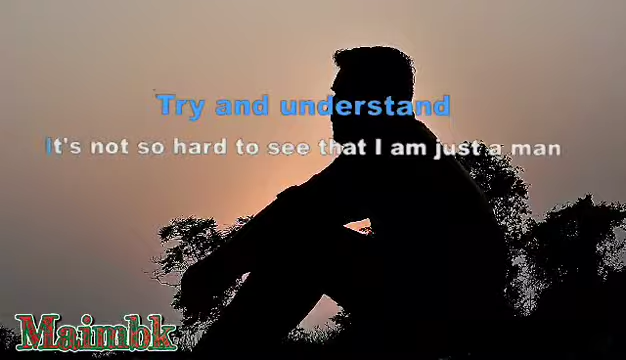 Try and understand
It's not so hard to see that I am just a man
Maimbk